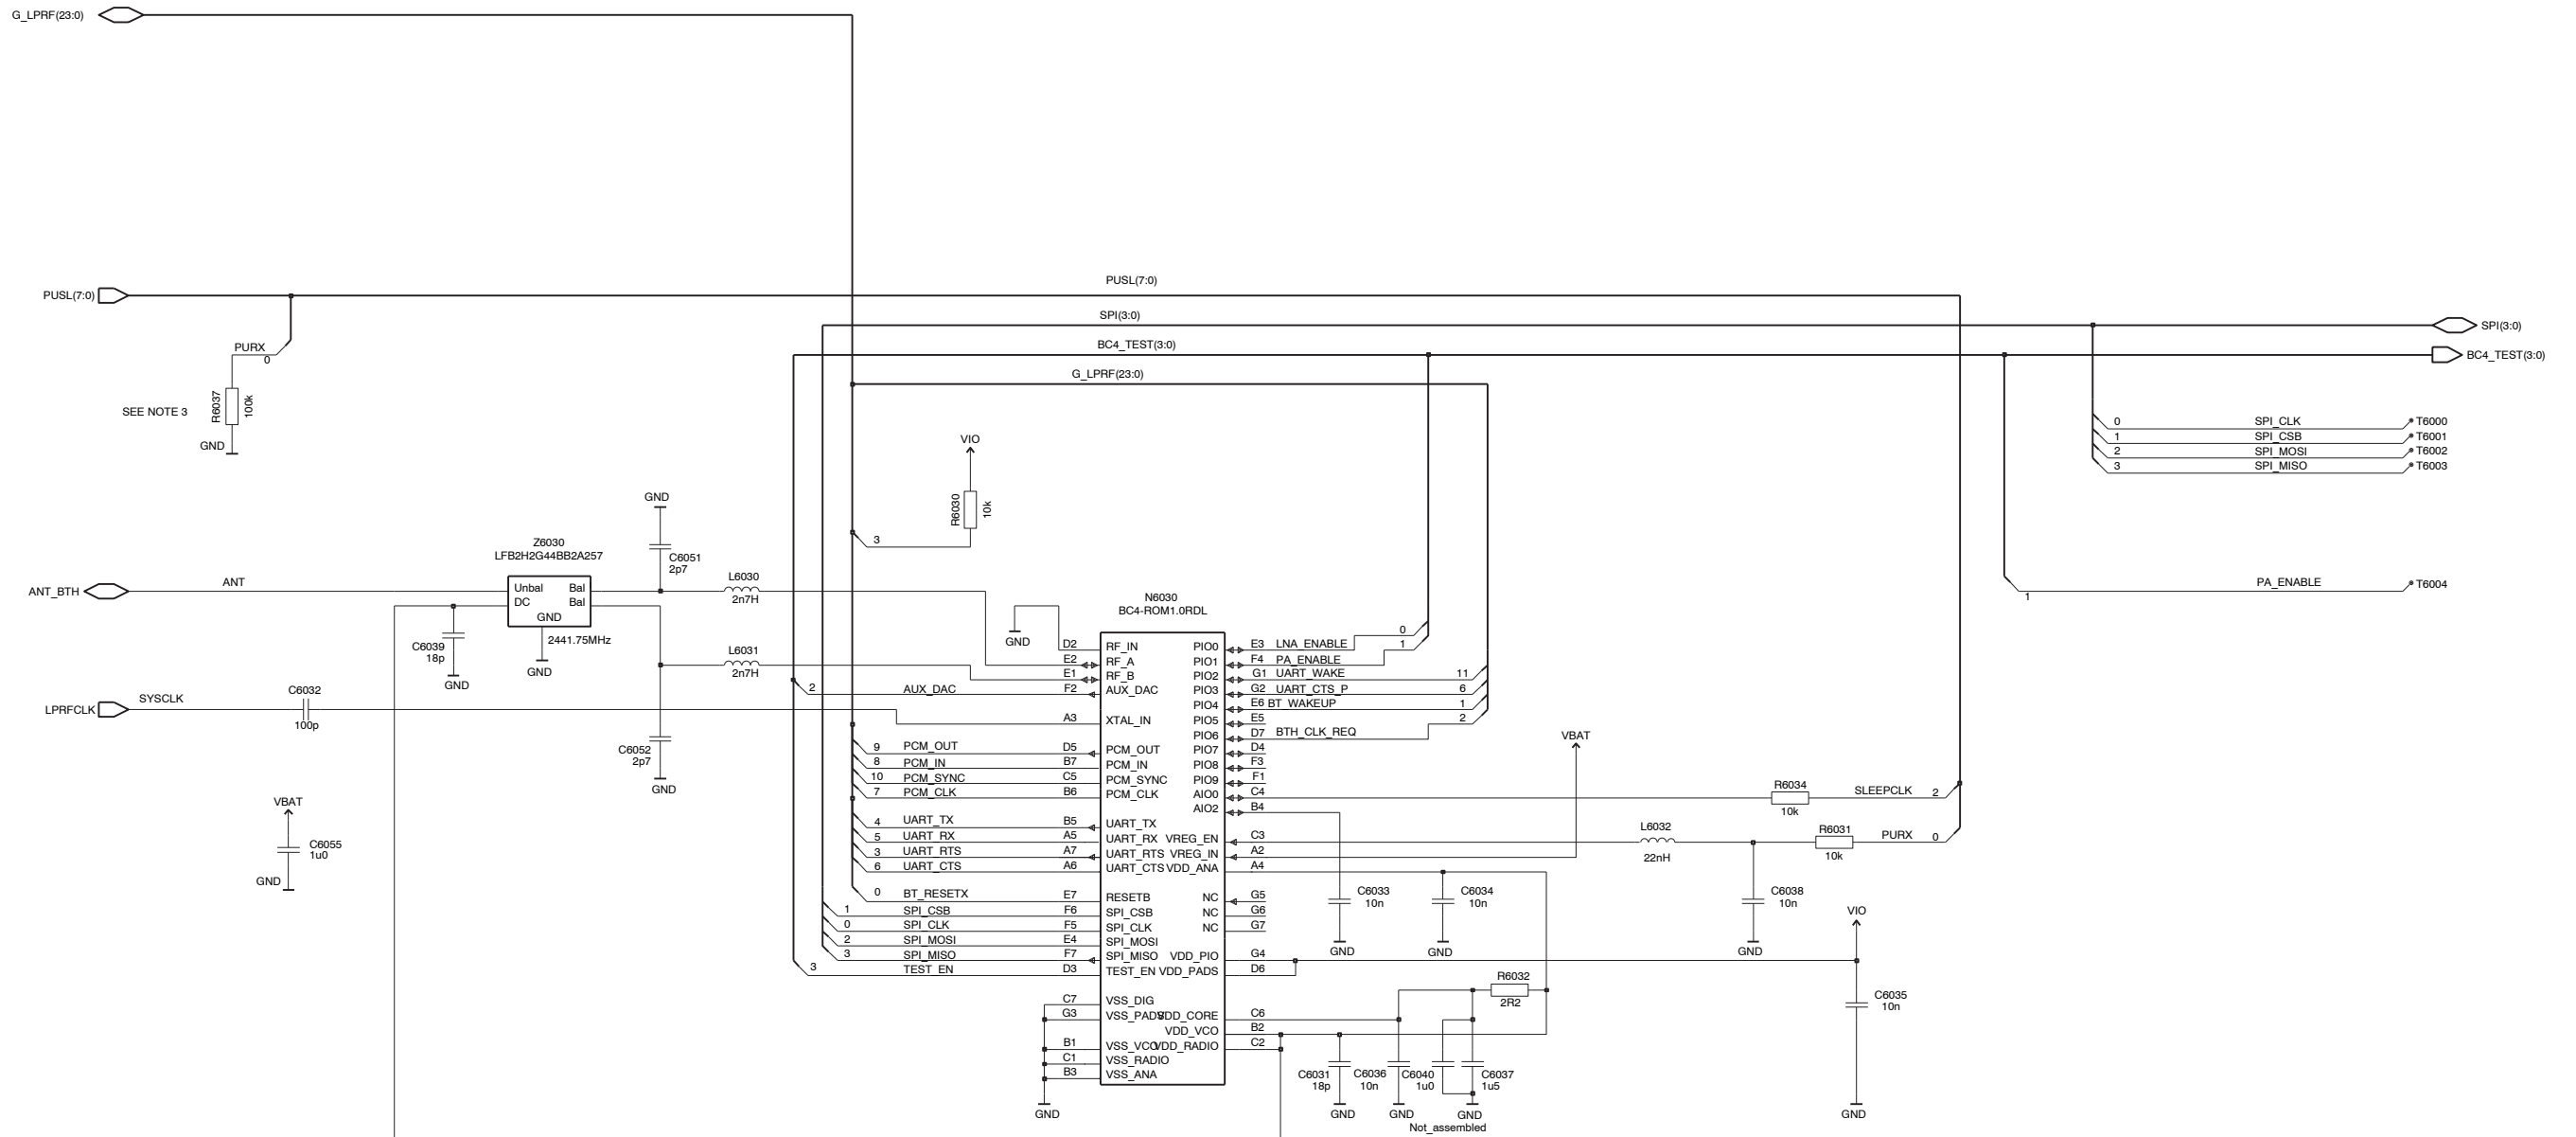 G_LPRF(23:0)
PUSL(7:0)
PUSL(7:0)
SPI(3:0)
SPI(3:0)
BC4_TEST(3:0)
BC4_TEST(3:0)
G_LPRF(23:0)
PURX
0
SEE NOTE 3
R6037
100k
GND
VIO
R6030
10k
3
0 SPI_CLK T6000
1 SPI_CSB T6001
2 SPI_MOSI T6002
3 SPI_MISO T6003
PA_ENABLE T6004
1
GND
C6051
2p7
Z6030
LFB2H2G44BB2A257
ANT_BTH
ANT
Unbal Bal
DC Bal
GND
2441.75MHz
GND
C6039
18p
GND
L6030
2n7H
L6031
2n7H
C6052
2p7
GND
LPRFCLK
SYSCLK
C6032
100p
VBAT
C6055
1u0
GND
GND
N6030
BC4-ROM1.0RDL
D2 RF_IN
E2 RF_A
E1 RF_B
2 AUX_DAC F2 AUX_DAC
A3 XTAL_IN
9 PCM_OUT D5 PCM_OUT
8 PCM_IN B7 PCM_IN
10 PCM_SYNC C5 PCM_SYNC
7 PCM_CLK B6 PCM_CLK
4 UART_TX B5 UART_TX
5 UART_RX A5 UART_RX
3 UART_RTS A7 UART_RTS
6 UART_CTS A6 UART_CTS
0 BT_RESETX E7 RESETB
1 SPI_CSB F6 SPI_CSB
0 SPI_CLK F5 SPI_CLK
2 SPI_MOSI E4 SPI_MOSI
3 SPI_MISO F7 SPI_MISO
3 TEST_EN D3 TEST_EN
C7 VSS_DIG
G3 VSS_PADS
B1 VSS_VCO
C1 VSS_RADIO
B3 VSS_ANA
GND
PIO0 E3 LNA_ENABLE 0
PIO1 F4 PA_ENABLE 1
PIO2 G1 UART_WAKE 11
PIO3 G2 UART_CTS_P 6
PIO4 E6 BT_WAKEUP 1
PIO5 E5 2
PIO6 D7 BTH_CLK_REQ
PIO7 D4
PIO8 F3
PIO9 F1
AIO0 C4
AIO2 B4
VREG_EN C3
VREG_IN A2
VDD_ANA A4
NC G5
NC G6
NC G7
VDD_PIO G4
VDD_PADS D6
VDD_CORE C6
VDD_VCO B2
VDD_RADIO C2
VBAT
R6034
10k
SLEEPCLK 2
L6032
22nH
R6031
10k
PURX 0
C6033
10n
GND
C6034
10n
GND
C6038
10n
GND
VIO
C6035
10n
GND
R6032
2R2
C6031
18p
GND
C6036
10n
GND
C6040
1u0
C6037
1u5
GND
Not_assembled